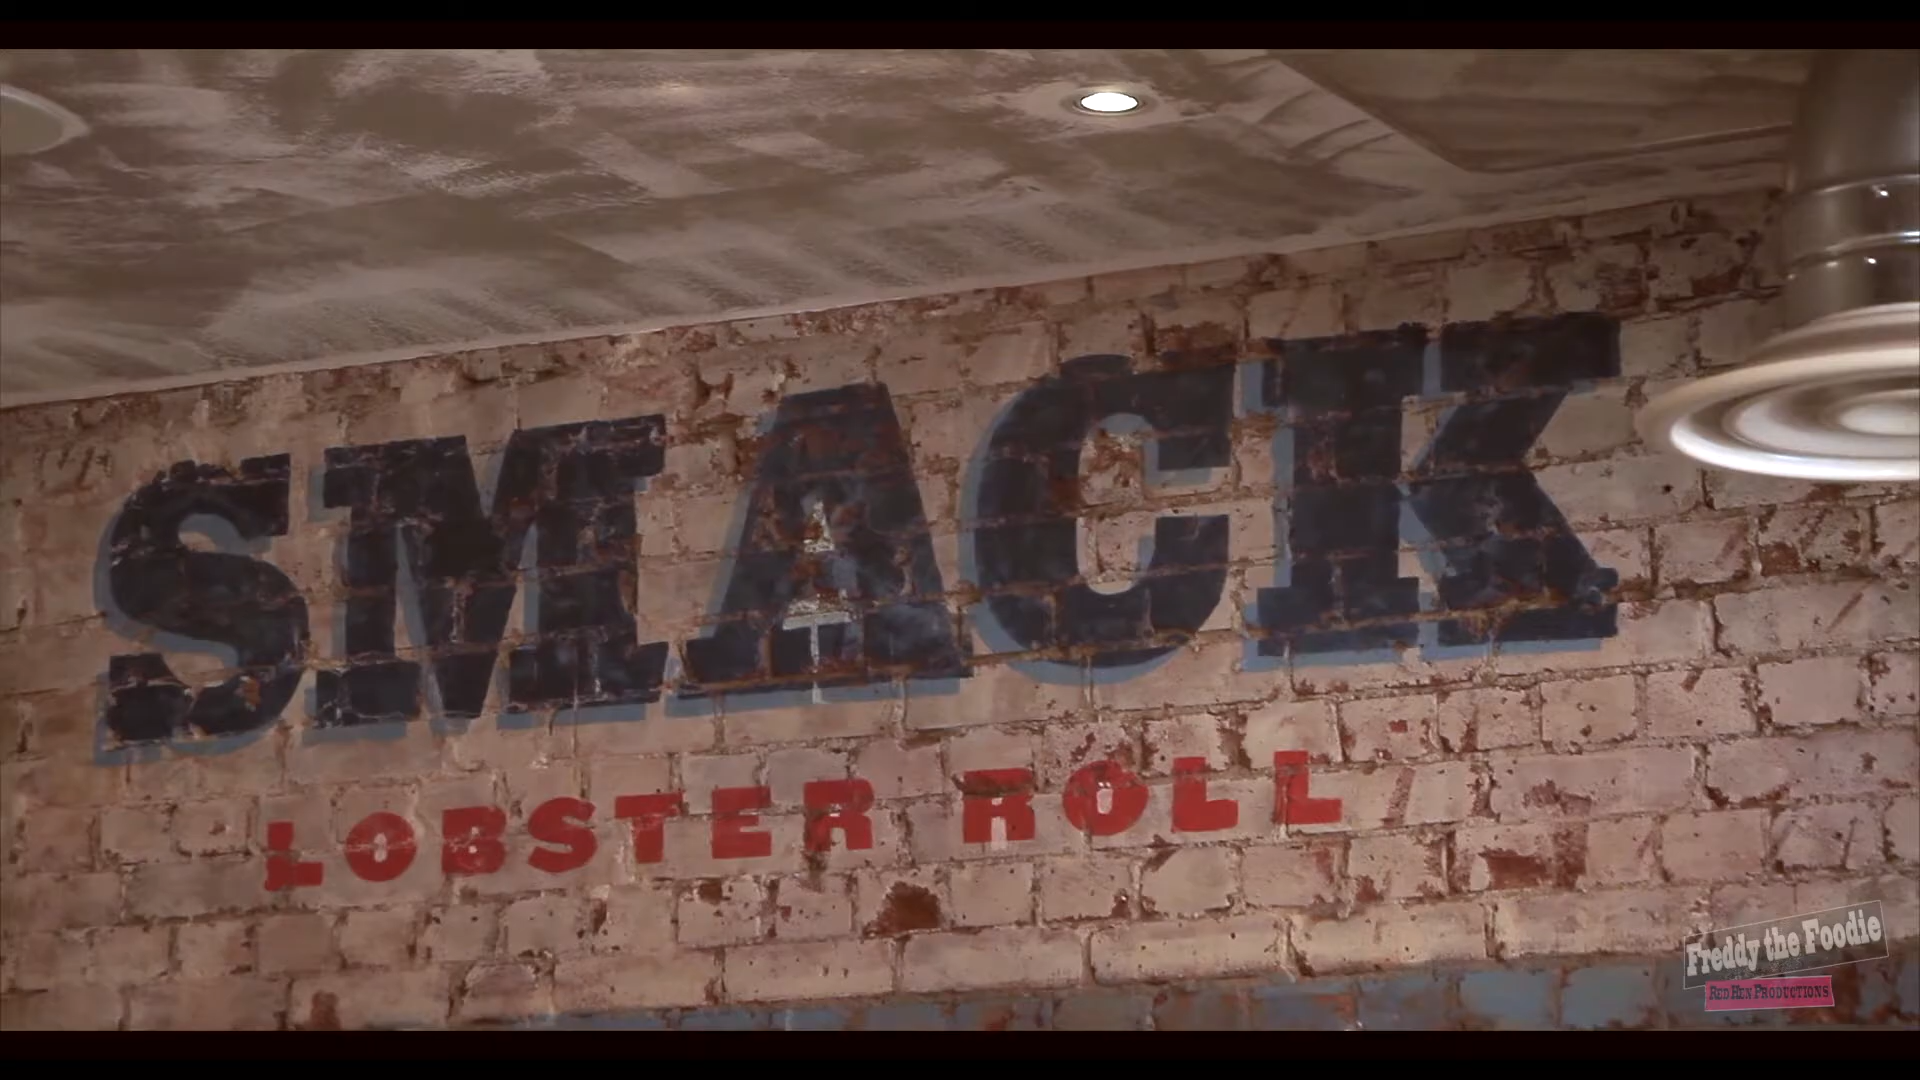 SMACK
LOBSTER ROLL
Freddy the Foodie
RED HEN PRODUCTIONS